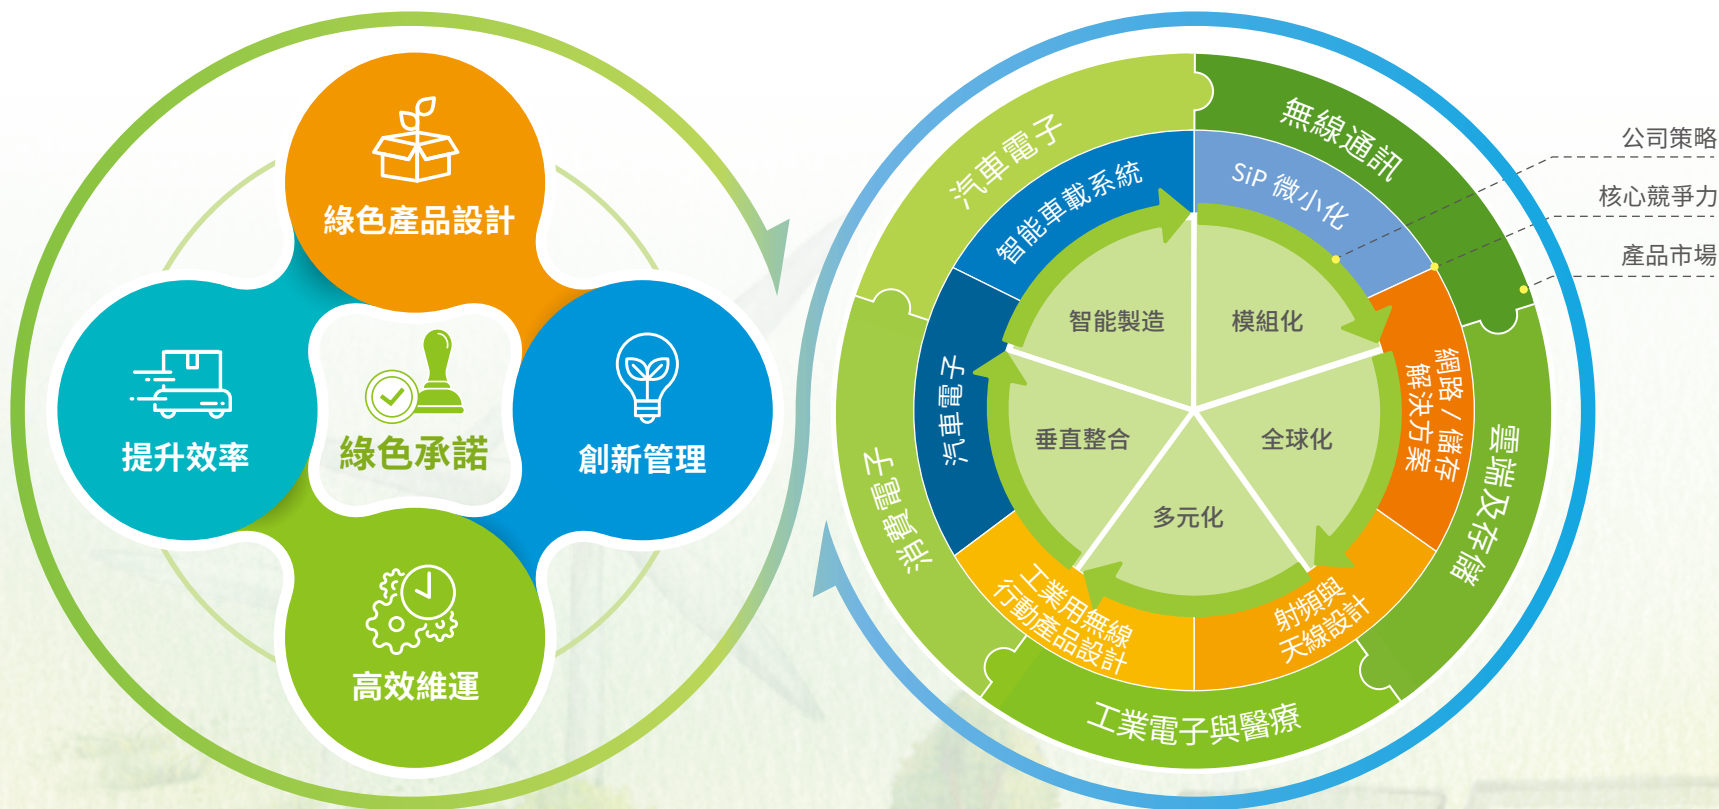 綠色產品設計
提升效率
綠色承諾
創新管理
高效維運
汽車電子
無線通訊
雲端及存儲
工業電子與醫療
消費電子
智能車載系統
SiP 微小化
網路 / 儲存
解決方案
射頻與
天線設計
工業用無線
行動產品設計
汽車電子
智能製造
模組化
全球化
多元化
垂直整合
公司策略
核心競爭力
產品市場